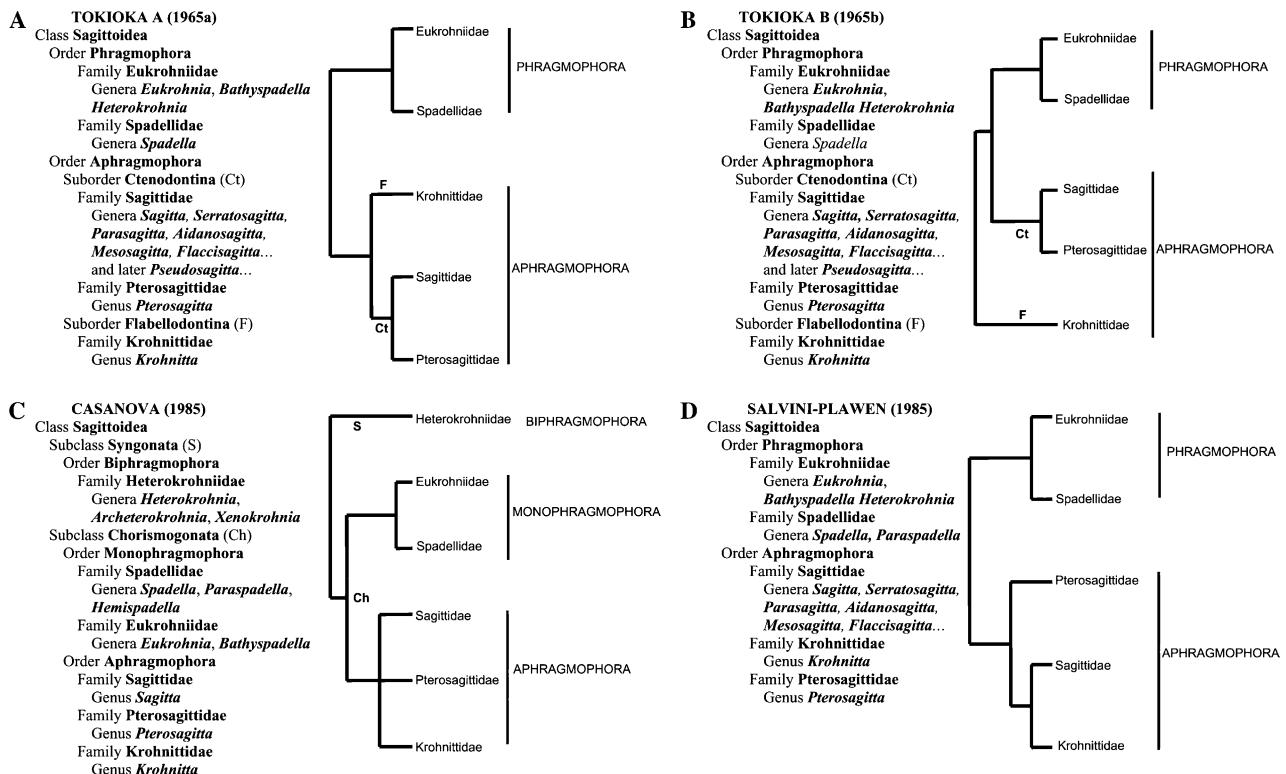 A
TOKIOKA A (1965a)
Class Sagittoidea
Order Phragmophora
Family Eukrohniidae
Genera Eukrohnia, Bathyspadella
Heterokrohnia
Family Spadellidae
Genera Spadella
Order Aphragmophora
Suborder Ctenodontina (Ct)
Family Sagittidae
Genera Sagitta, Serratosagitta,
Parasagitta, Aidanosagitta,
Mesosagitta, Flaccisagitta…
and later Pseudosagitta…
Family Pterosagittidae
Genus Pterosagitta
Suborder Flabellodontina (F)
Family Krohnittidae
Genus Krohnitta
Eukrohniidae
PHRAGMOPHORA
Spadellidae
F
Krohnittidae
Sagittidae
APHRAGMOPHORA
Ct
Pterosagittidae
B
TOKIOKA B (1965b)
Class Sagittoidea
Order Phragmophora
Family Eukrohniidae
Genera Eukrohnia,
Bathyspadella Heterokrohnia
Family Spadellidae
Genera Spadella
Order Aphragmophora
Suborder Ctenodontina (Ct)
Family Sagittidae
Genera Sagitta, Serratosagitta,
Parasagitta, Aidanosagitta,
Mesosagitta, Flaccisagitta…
and later Pseudosagitta…
Family Pterosagittidae
Genus Pterosagitta
Suborder Flabellodontina (F)
Family Krohnittidae
Genus Krohnitta
Eukrohniidae
PHRAGMOPHORA
Spadellidae
Sagittidae
Ct
Pterosagittidae
APHRAGMOPHORA
F
Krohnittidae
C
CASANOVA (1985)
Class Sagittoidea
Subclass Syngonata (S)
Order Biphragmophora
Family Heterokrohniidae
Genera Heterokrohnia,
Archeterokrohnia, Xenokrohnia
Subclass Chorismogonata (Ch)
Order Monophragmophora
Family Spadellidae
Genera Spadella, Paraspadella,
Hemispadella
Family Eukrohniidae
Genera Eukrohnia, Bathyspadella
Order Aphragmophora
Family Sagittidae
Genus Sagitta
Family Pterosagittidae
Genus Pterosagitta
Family Krohnittidae
Genus Krohnitta
S
Heterokrohniidae
BIPHRAGMOPHORA
Eukrohniidae
MONOPHRAGMOPHORA
Spadellidae
Ch
Sagittidae
APHRAGMOPHORA
Pterosagittidae
Krohnittidae
D
SALVINI-PLAWEN (1985)
Class Sagittoidea
Order Phragmophora
Family Eukrohniidae
Genera Eukrohnia,
Bathyspadella Heterokrohnia
Family Spadellidae
Genera Spadella, Paraspadella
Order Aphragmophora
Family Sagittidae
Genera Sagitta, Serratosagitta,
Parasagitta, Aidanosagitta,
Mesosagitta, Flaccisagitta…
Family Krohnittidae
Genus Krohnitta
Family Pterosagittidae
Genus Pterosagitta
Eukrohniidae
PHRAGMOPHORA
Spadellidae
Pterosagittidae
APHRAGMOPHORA
Sagittidae
Krohnittidae